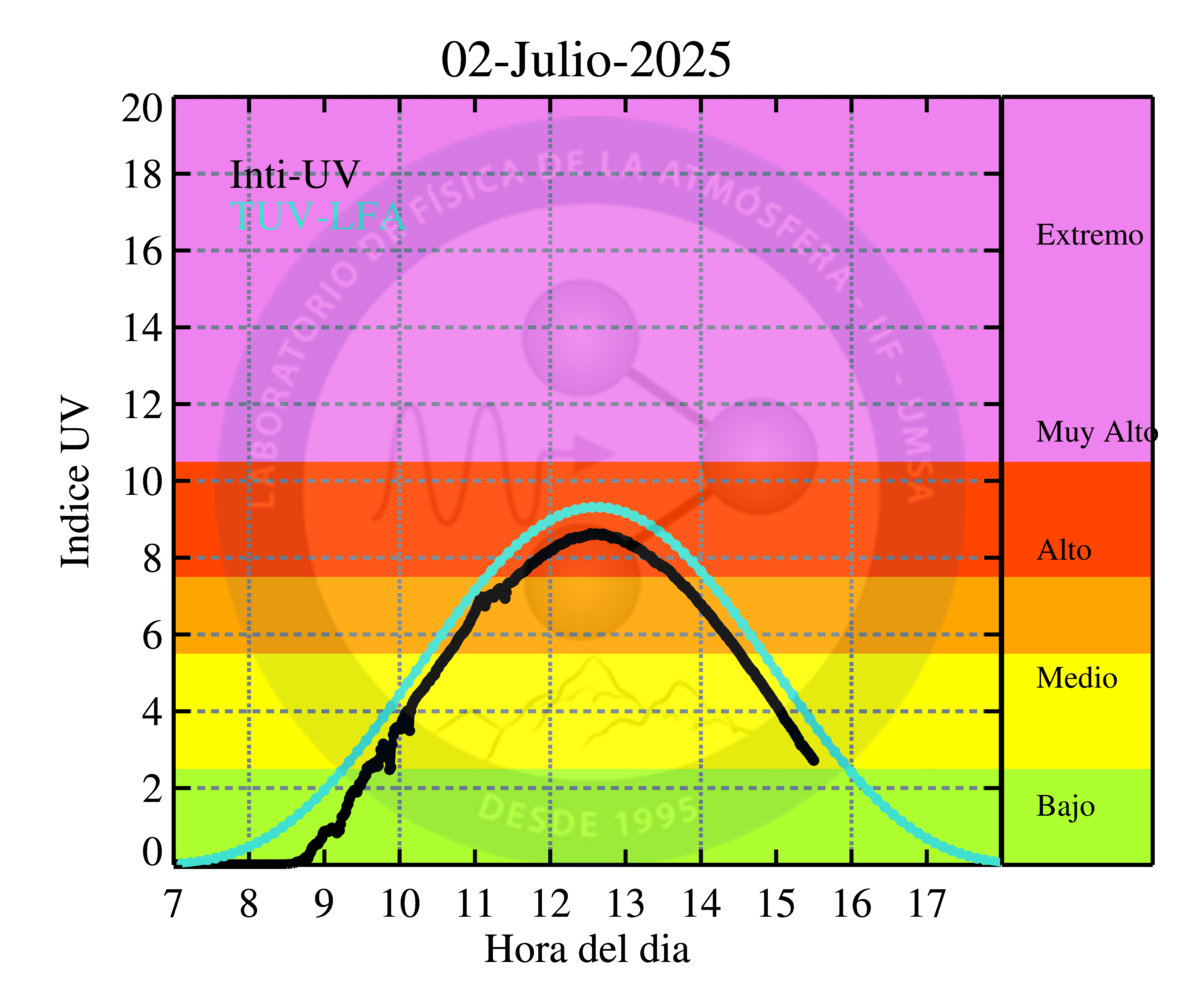 02-Julio-2025
Indice UV
20
18
16
14
12
10
8
6
4
2
0
Inti-UV
TUV-LFA
LABORATORIO DE FÍSICA DE LA ATMÓSFERA - IIF - UMSA
DESDE 1995
Extremo
Muy Alto
Alto
Medio
Bajo
7 8 9 10 11 12 13 14 15 16 17
Hora del dia